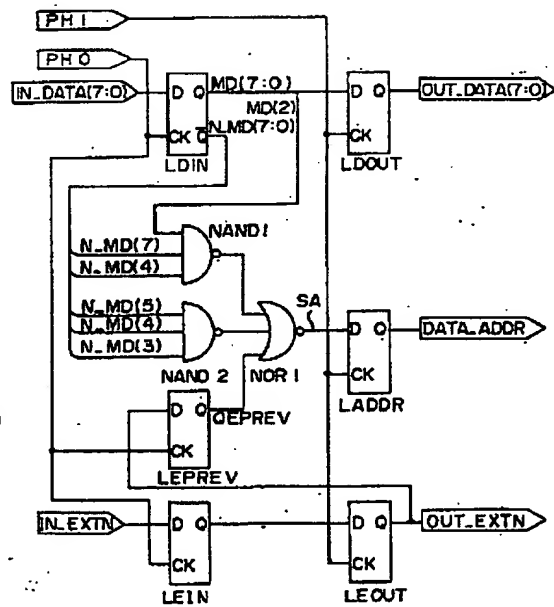 PH1
PH0
IN_DATA(7:0)
D Q
MD(7:0)
D Q
OUT_DATA(7:0)
MD(2)
CK Q
N_MD(7:0)
CK
LDIN
LDOUT
NAND1
N_MD(7)
N_MD(4)
N_MD(5)
N_MD(4)
N_MD(3)
SA
D Q
DATA_ADDR
NAND 2
NOR 1
CK
LADDR
D Q
QEPREV
CK
LEPREV
IN_EXTN
D Q
D Q
OUT_EXTN
CK
CK
LEIN
LEOUT